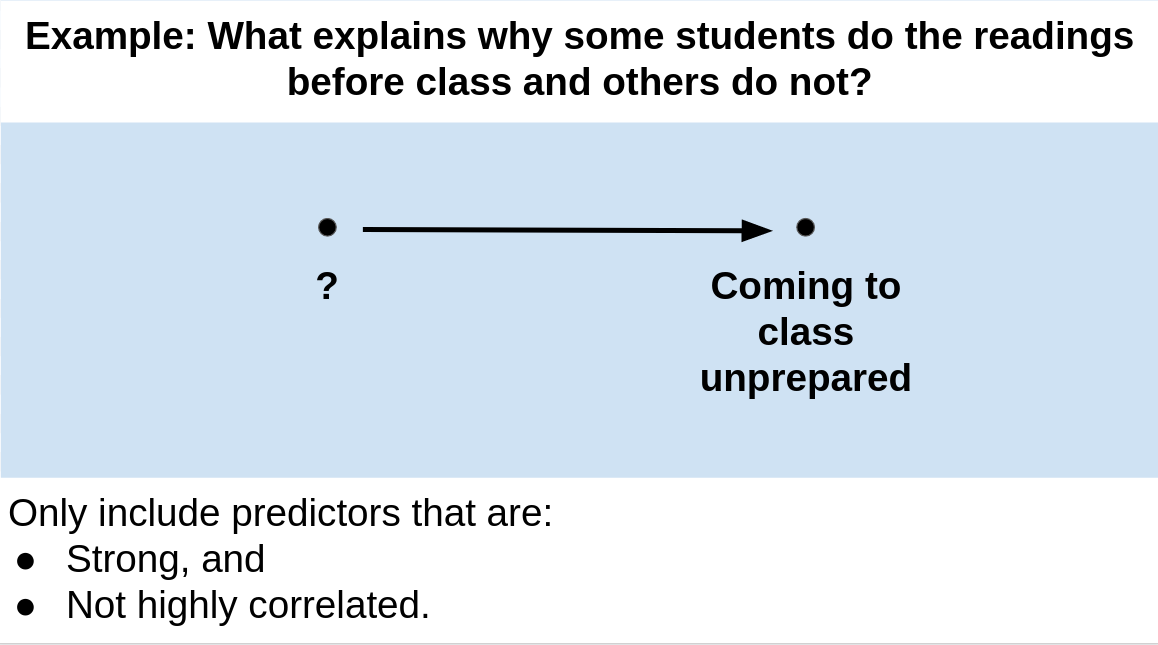 Example: What explains why some students do the readings
before class and others do not?
?
Coming to
class
unprepared
Only include predictors that are:
● Strong, and
● Not highly correlated.